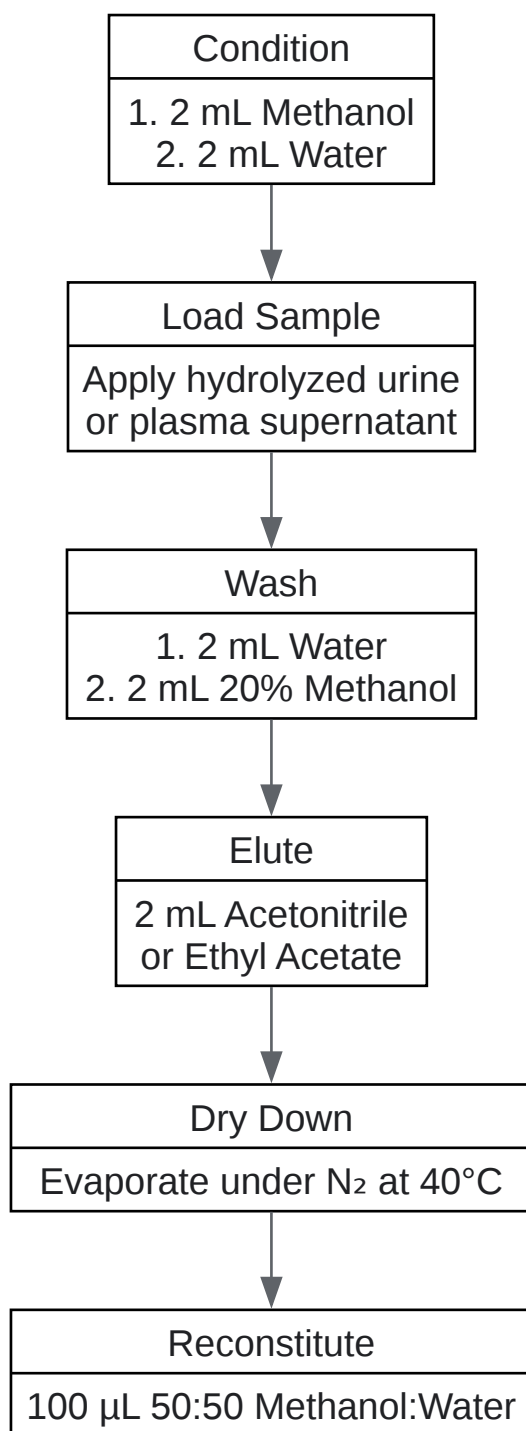 Condition
1. 2 mL Methanol
2. 2 mL Water
Load Sample
Apply hydrolyzed urine
or plasma supernatant
Wash
1. 2 mL Water
2. 2 mL 20% Methanol
Elute
2 mL Acetonitrile
or Ethyl Acetate
Dry Down
Evaporate under N₂ at 40°C
Reconstitute
100 µL 50:50 Methanol:Water